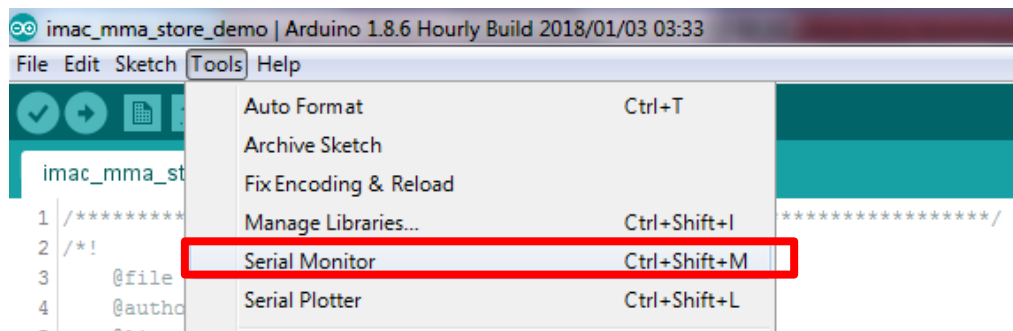 imac_mma_store_demo | Arduino 1.8.6 Hourly Build 2018/01/03 03:33
File Edit Sketch Tools Help
Auto Format Ctrl+T
Archive Sketch
imac_mma_st
Fix Encoding & Reload
1 /********* *****************/
Manage Libraries... Ctrl+Shift+I
2 /*!
Serial Monitor Ctrl+Shift+M
3 @file
Serial Plotter Ctrl+Shift+L
4 @autho